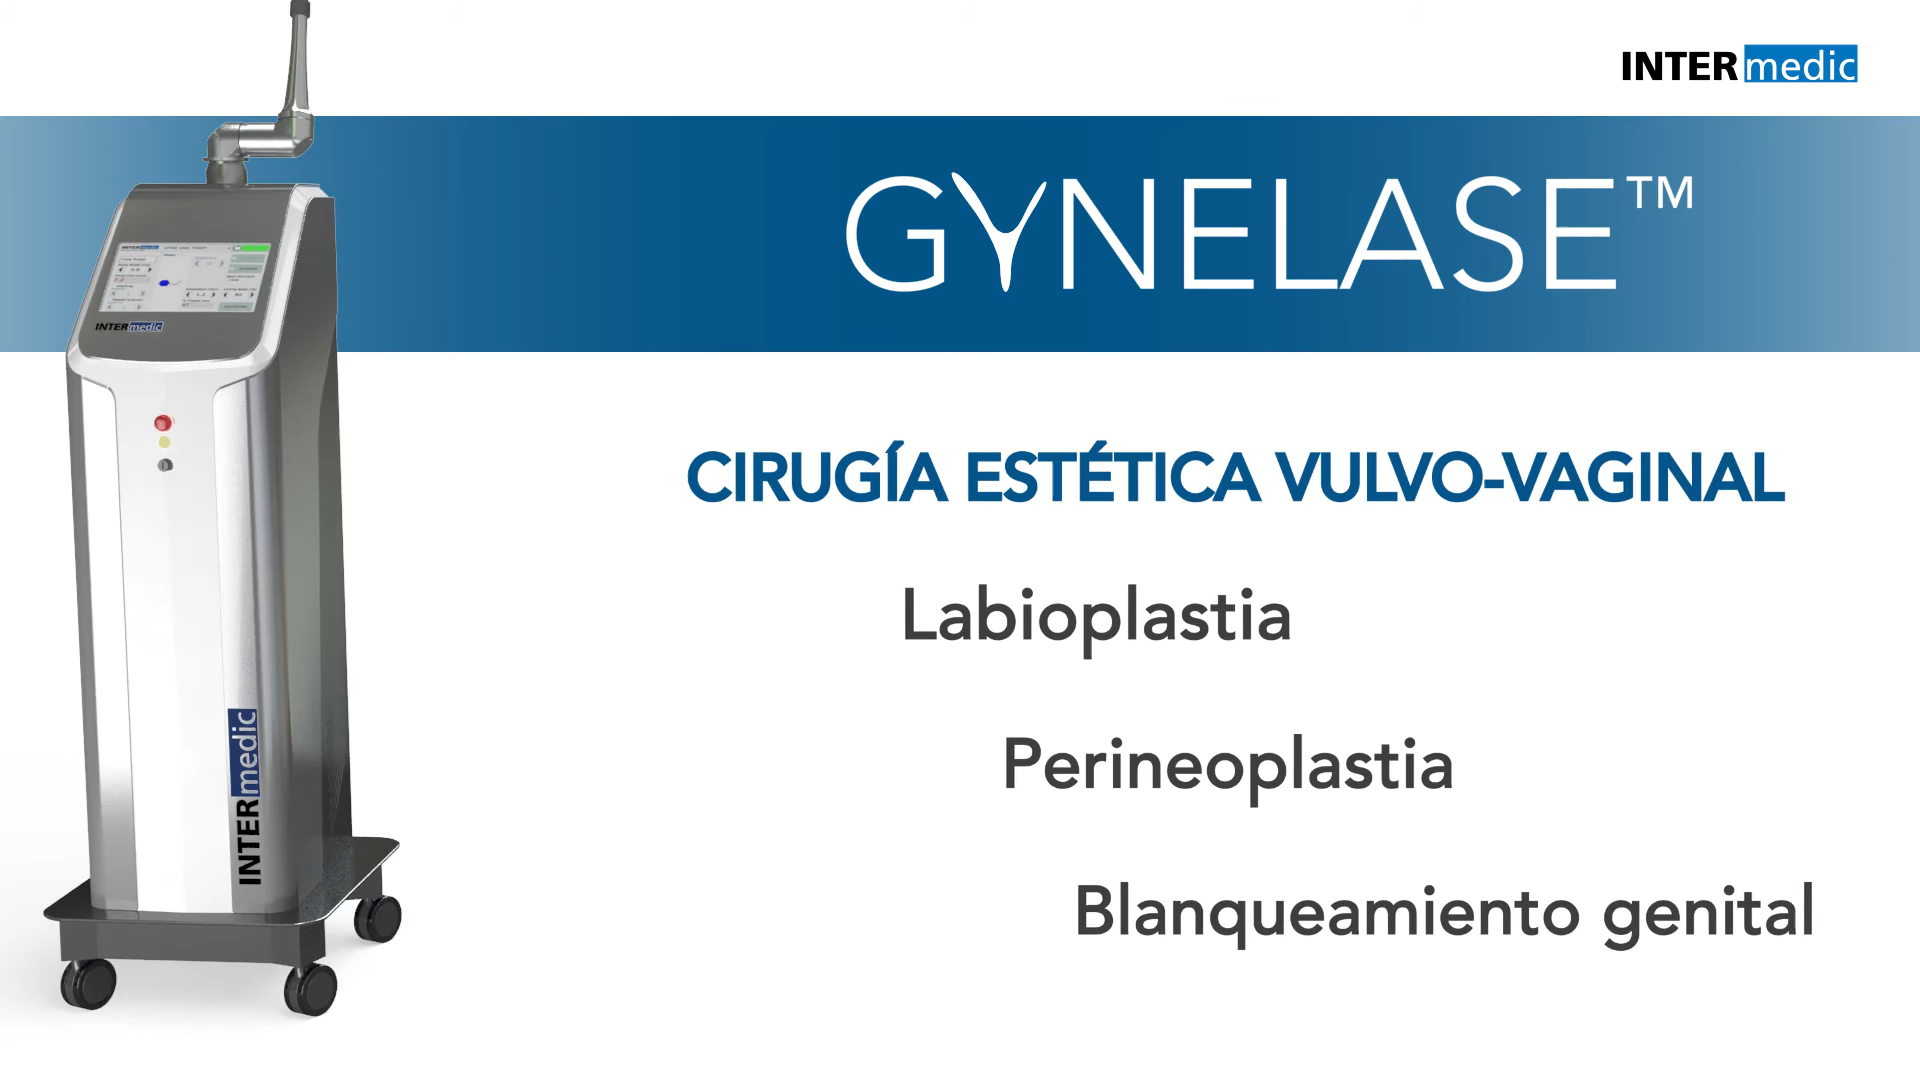 INTERmedic
GYNELASE™
CIRUGÍA ESTÉTICA VULVO-VAGINAL
Labioplastia
Perineoplastia
Blanqueamiento genital
INTERmedic
INTERmedic